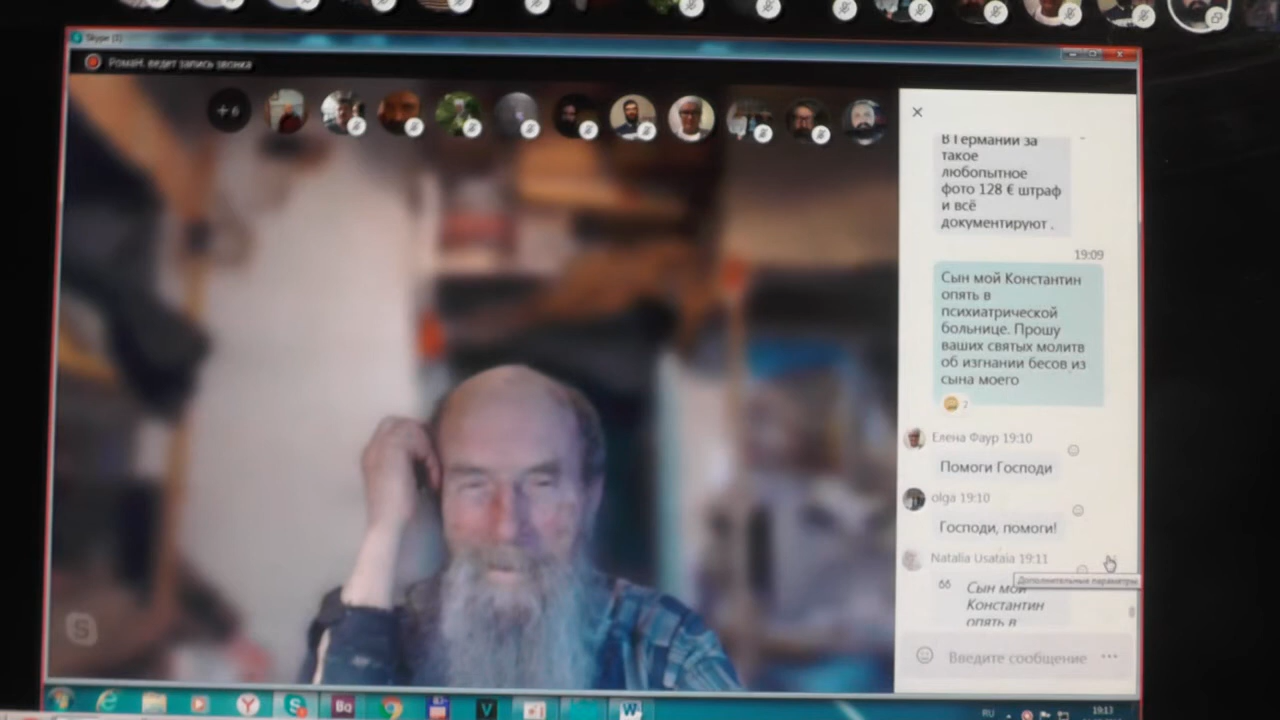 Skype [1]
Роман. ведет запись звонка
+6
В Германии за
такое
любопытное
фото 128 € штраф
и всё
документируют .
19:09
Сын мой Константин
опять в
психиатрической
больнице. Прошу
ваших святых молитв
об изгнании бесов из
сына моего
2
Елена Фаур 19:10
Помоги Господи
olga 19:10
Господи, помоги!
Natalia Usataia 19:11
Дополнительные параметры
Сын мой
Константин
опять в
Введите сообщение
Bq
V
W
RU
19:13